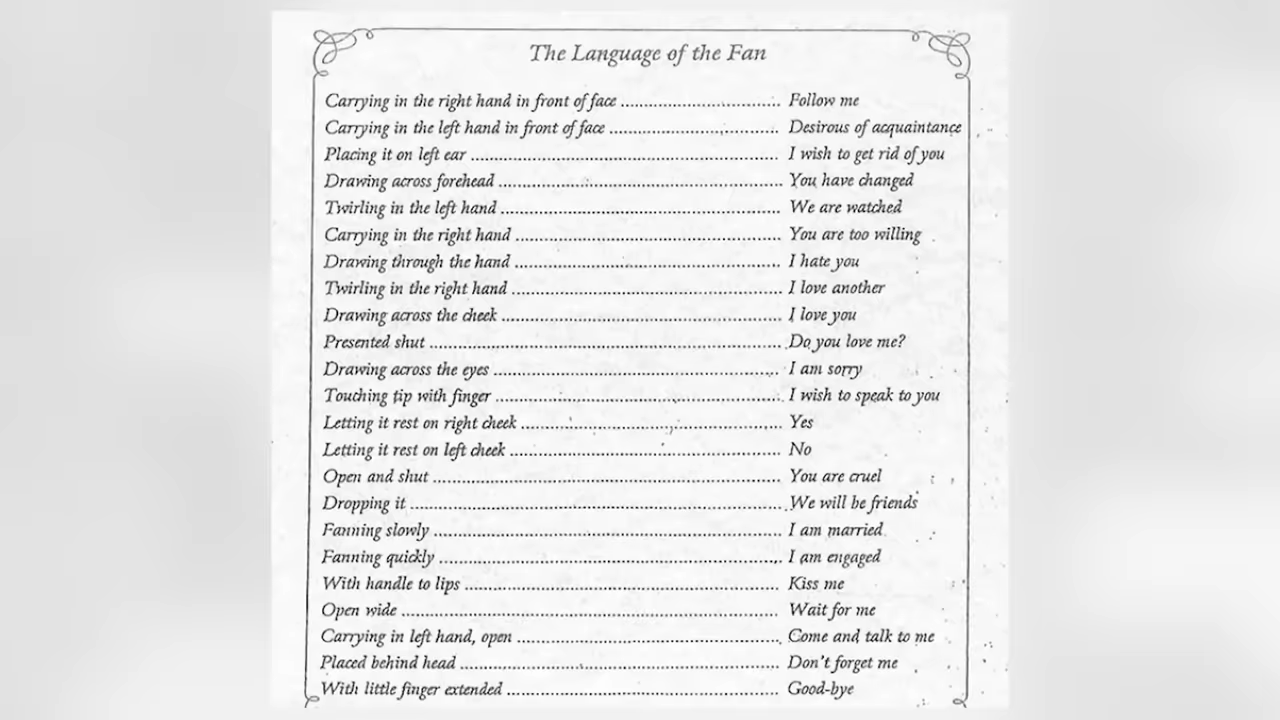 The Language of the Fan
Carrying in the right hand in front of face ........................................ Follow me
Carrying in the left hand in front of face .......................................... Desirous of acquaintance
Placing it on left ear ............................................................................. I wish to get rid of you
Drawing across forehead ....................................................................... You have changed
Twirling in the left hand ....................................................................... We are watched
Carrying in the right hand ................................................................... You are too willing
Drawing through the hand ................................................................... I hate you
Twirling in the right hand .................................................................... I love another
Drawing across the cheek ...................................................................... I love you
Presented shut ........................................................................................ Do you love me?
Drawing across the eyes ........................................................................ I am sorry
Touching tip with finger ........................................................................ I wish to speak to you
Letting it rest on right cheek ................................................................. Yes
Letting it rest on left cheek .................................................................... No
Open and shut ....................................................................................... You are cruel
Dropping it ............................................................................................. We will be friends
Fanning slowly ....................................................................................... I am married
Fanning quickly ..................................................................................... I am engaged
With handle to lips ............................................................................... Kiss me
Open wide .............................................................................................. Wait for me
Carrying in left hand, open .................................................................. Come and talk to me
Placed behind head ................................................................................ Don't forget me
With little finger extended .................................................................... Good-bye